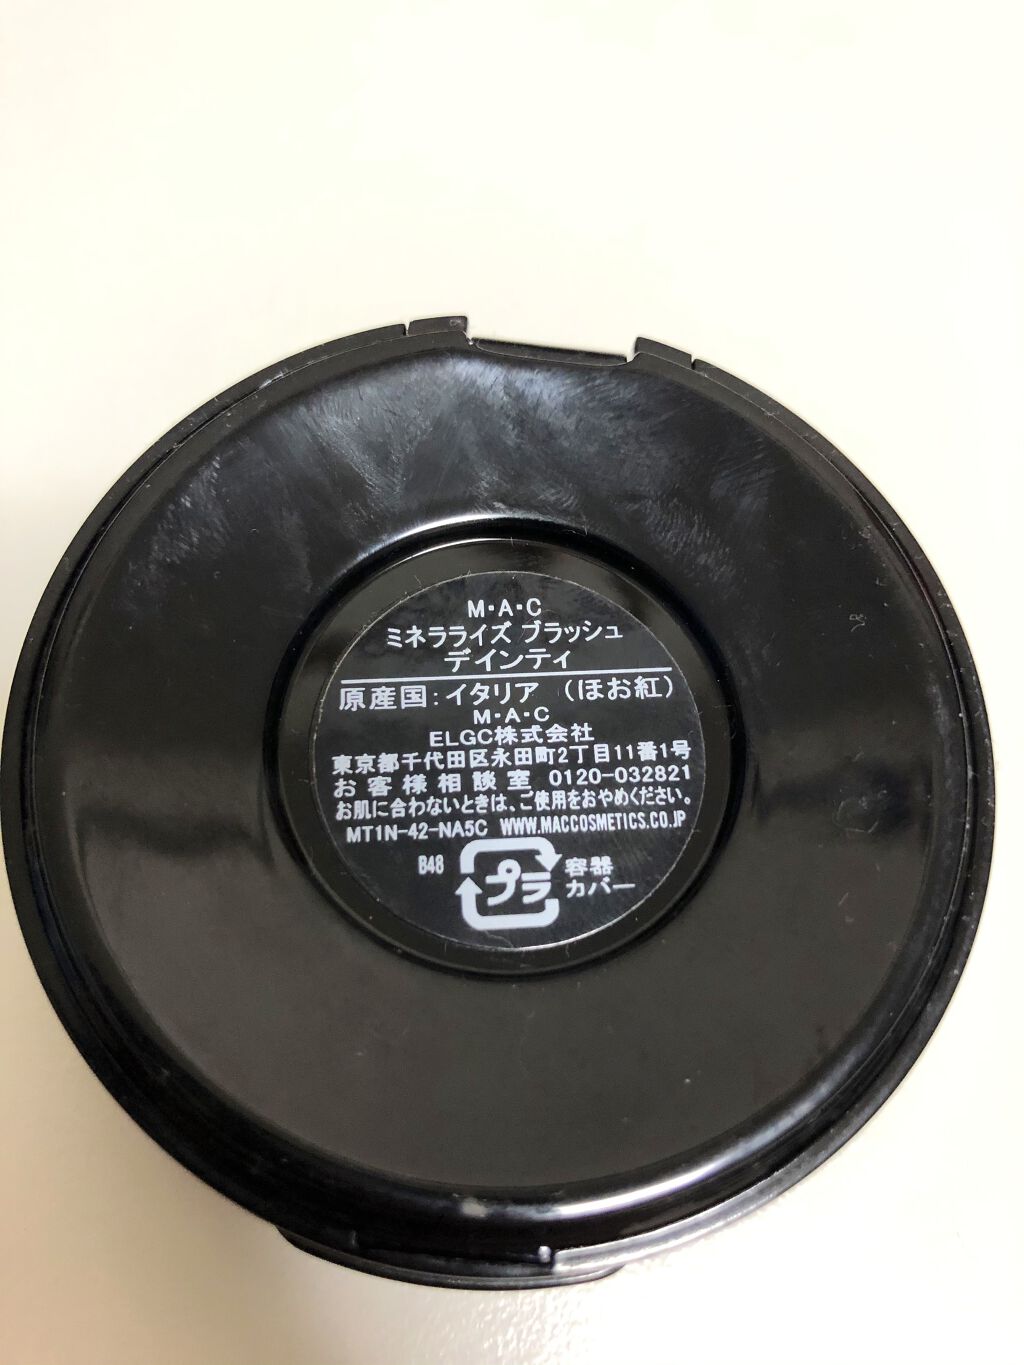 M・A・C
ミネラライズ ブラッシュ
デインティ
原産国：イタリア （ほお紅）
M・A・C
ELGC株式会社
東京都千代田区永田町2丁目11番1号
お客様相談室 0120-032821
お肌に合わないときは、ご使用をおやめください。
MT1N-42-NA5C WWW.MACCOSMETICS.CO.JP
B48
プラ
容器
カバー